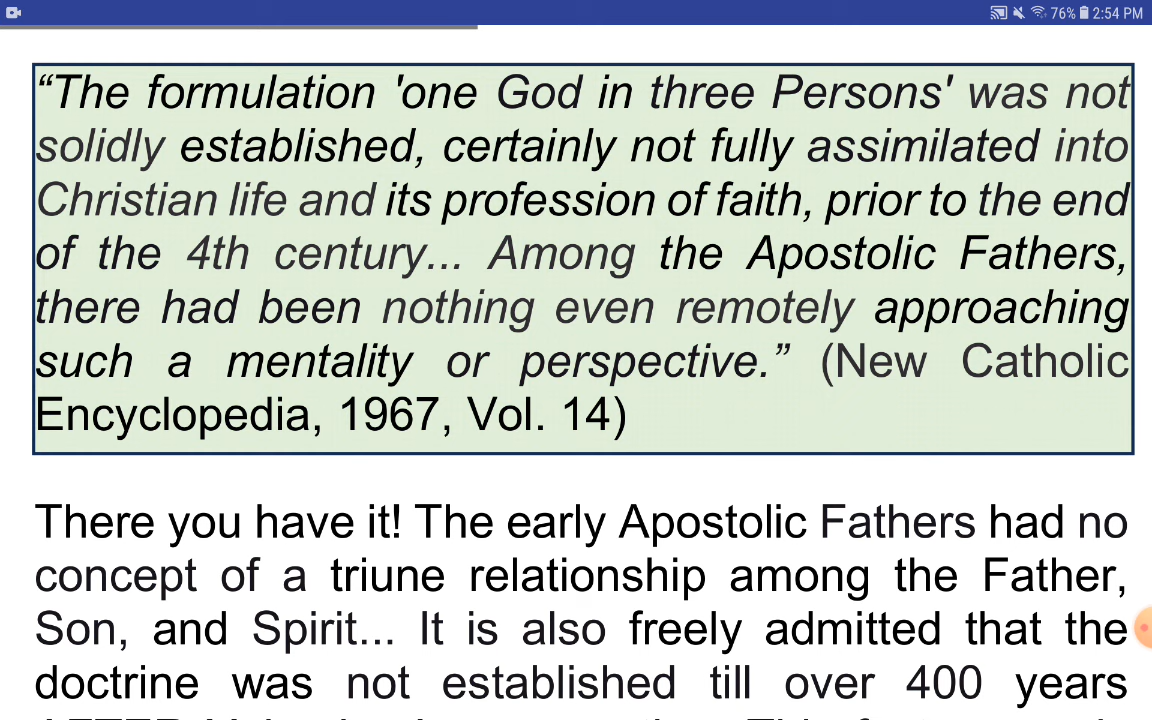 76% 2:54 PM
“The formulation 'one God in three Persons' was not
solidly established, certainly not fully assimilated into
Christian life and its profession of faith, prior to the end
of the 4th century... Among the Apostolic Fathers,
there had been nothing even remotely approaching
such a mentality or perspective.” (New Catholic
Encyclopedia, 1967, Vol. 14)
There you have it! The early Apostolic Fathers had no
concept of a triune relationship among the Father,
Son, and Spirit... It is also freely admitted that the
doctrine was not established till over 400 years